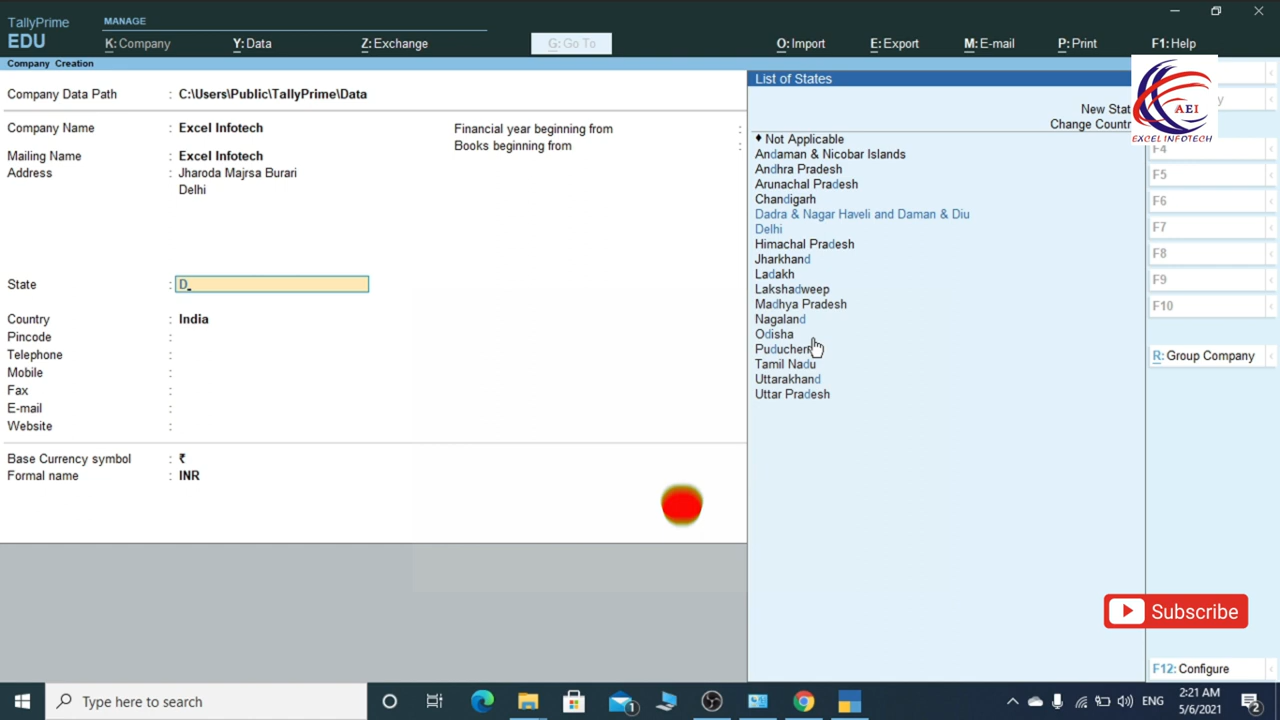 TallyPrime
EDU
MANAGE
K: Company
Y: Data
Z: Exchange
G: Go To
O: Import
E: Export
M: E-mail
P: Print
F1: Help
Company Creation
Company Data Path : C:\Users\Public\TallyPrime\Data
Company Name : Excel Infotech
Mailing Name : Excel Infotech
Address : Jharoda Majrsa Burari
Delhi
Financial year beginning from :
Books beginning from :
State : D
Country : India
Pincode :
Telephone :
Mobile :
Fax :
E-mail :
Website :
Base Currency symbol : ₹
Formal name : INR
List of States
New Stat
Change Countr
♦ Not Applicable
Andaman & Nicobar Islands
Andhra Pradesh
Arunachal Pradesh
Chandigarh
Dadra & Nagar Haveli and Daman & Diu
Delhi
Himachal Pradesh
Jharkhand
Ladakh
Lakshadweep
Madhya Pradesh
Nagaland
Odisha
Puducherr
Tamil Nadu
Uttarakhand
Uttar Pradesh
AEI
EXCEL INFOTECH
y
F4
F5
F6
F7
F8
F9
F10
R: Group Company
Subscribe
F12: Configure
Type here to search
1
ENG
2:21 AM
5/6/2021
2